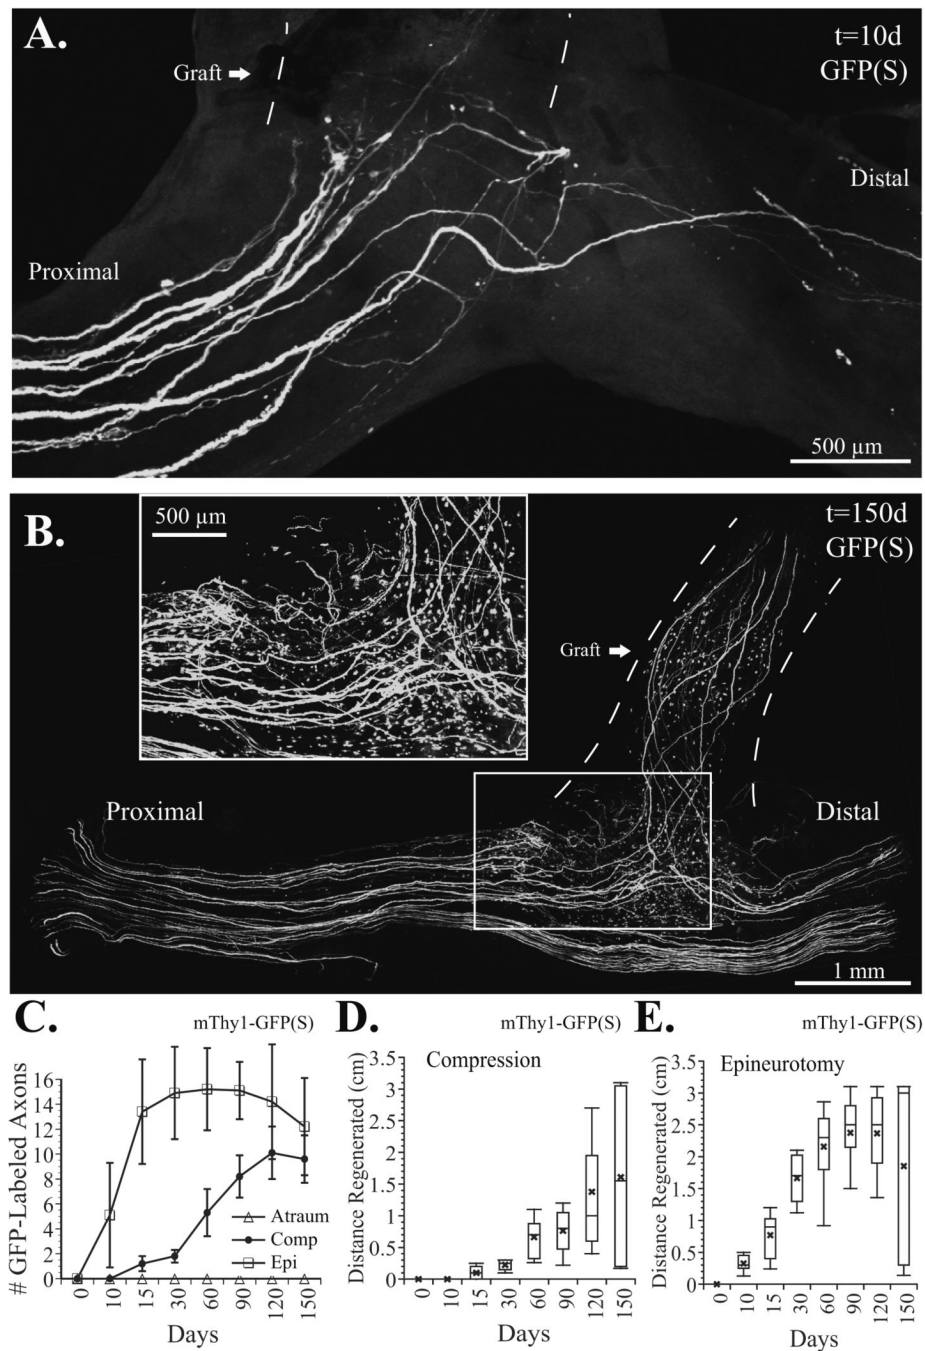 A.
t=10d
GFP(S)
Graft
Distal
Proximal
500 µm
B.
500 µm
t=150d
GFP(S)
Graft
Proximal
Distal
1 mm
C.
mThy1-GFP(S)
# GFP-Labeled Axons
16
14
12
10
8
6
4
2
0
Atraum
Comp
Epi
0 10 15 30 60 90 120 150
Days
D.
mThy1-GFP(S)
Compression
Distance Regenerated (cm)
3.5
3
2.5
2
1.5
1
0.5
0
0 10 15 30 60 90 120 150
Days
E.
mThy1-GFP(S)
Epineurotomy
Distance Regenerated (cm)
3.5
3
2.5
2
1.5
1
0.5
0
0 10 15 30 60 90 120 150
Days